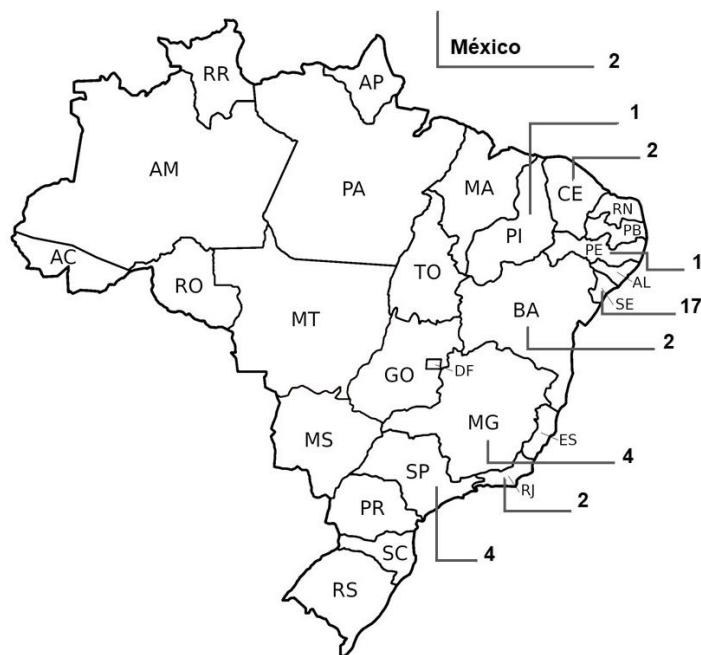 México
2
RR
AP
1
2
AM
PA
MA
CE
RN
PB
PI
PE
AC
TO
1
RO
AL
SE
17
MT
BA
2
GO
DF
MG
ES
MS
4
SP
RJ
2
PR
4
SC
RS